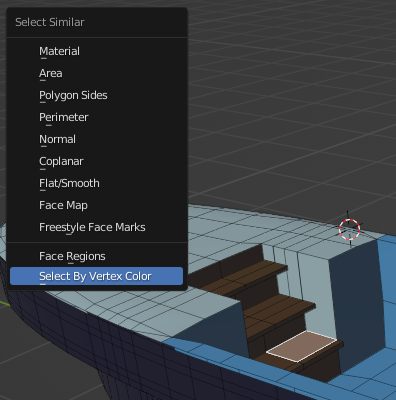 Select Similar
Material
Area
Polygon Sides
Perimeter
Normal
Coplanar
Flat/Smooth
Face Map
Freestyle Face Marks
Face Regions
Select By Vertex Color